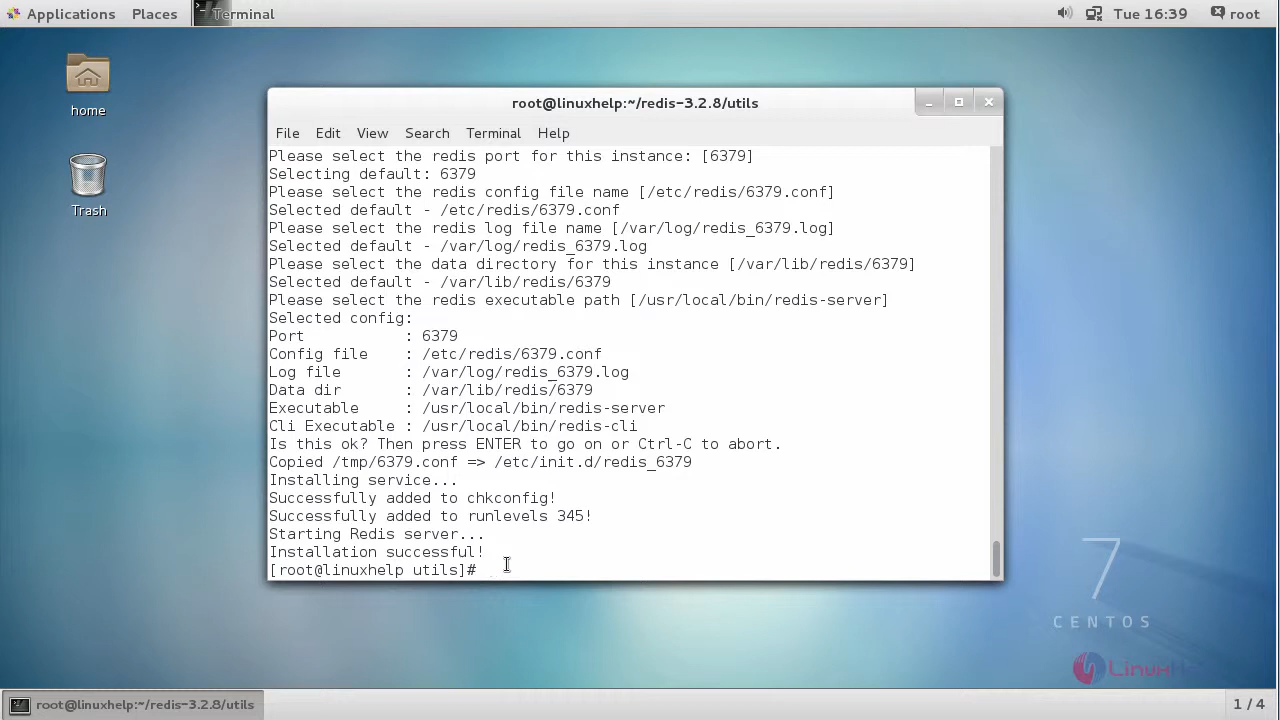 Applications Places Terminal Tue 16:39 root
home
Trash
root@linuxhelp:~/redis-3.2.8/utils
File Edit View Search Terminal Help
Please select the redis port for this instance: [6379]
Selecting default: 6379
Please select the redis config file name [/etc/redis/6379.conf]
Selected default - /etc/redis/6379.conf
Please select the redis log file name [/var/log/redis_6379.log]
Selected default - /var/log/redis_6379.log
Please select the data directory for this instance [/var/lib/redis/6379]
Selected default - /var/lib/redis/6379
Please select the redis executable path [/usr/local/bin/redis-server]
Selected config:
Port           : 6379
Config file    : /etc/redis/6379.conf
Log file       : /var/log/redis_6379.log
Data dir       : /var/lib/redis/6379
Executable     : /usr/local/bin/redis-server
Cli Executable : /usr/local/bin/redis-cli
Is this ok? Then press ENTER to go on or Ctrl-C to abort.
Copied /tmp/6379.conf => /etc/init.d/redis_6379
Installing service...
Successfully added to chkconfig!
Successfully added to runlevels 345!
Starting Redis server...
Installation successful!
[root@linuxhelp utils]#
7
CENTOS
root@linuxhelp:~/redis-3.2.8/utils 1 / 4